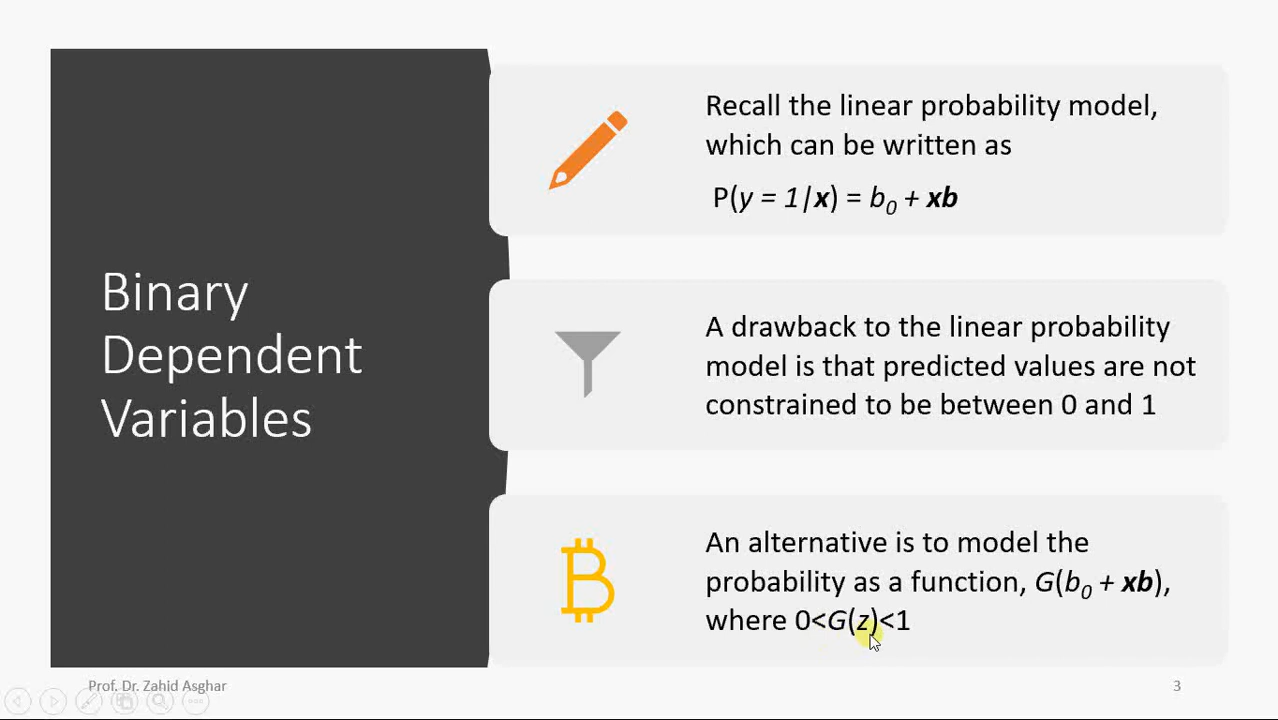 Binary
Dependent
Variables
Recall the linear probability model,
which can be written as
P(y = 1|x) = b₀ + xb
A drawback to the linear probability
model is that predicted values are not
constrained to be between 0 and 1
An alternative is to model the
probability as a function, G(b₀ + xb),
where 0<G(z)<1
Prof. Dr. Zahid Asghar
3